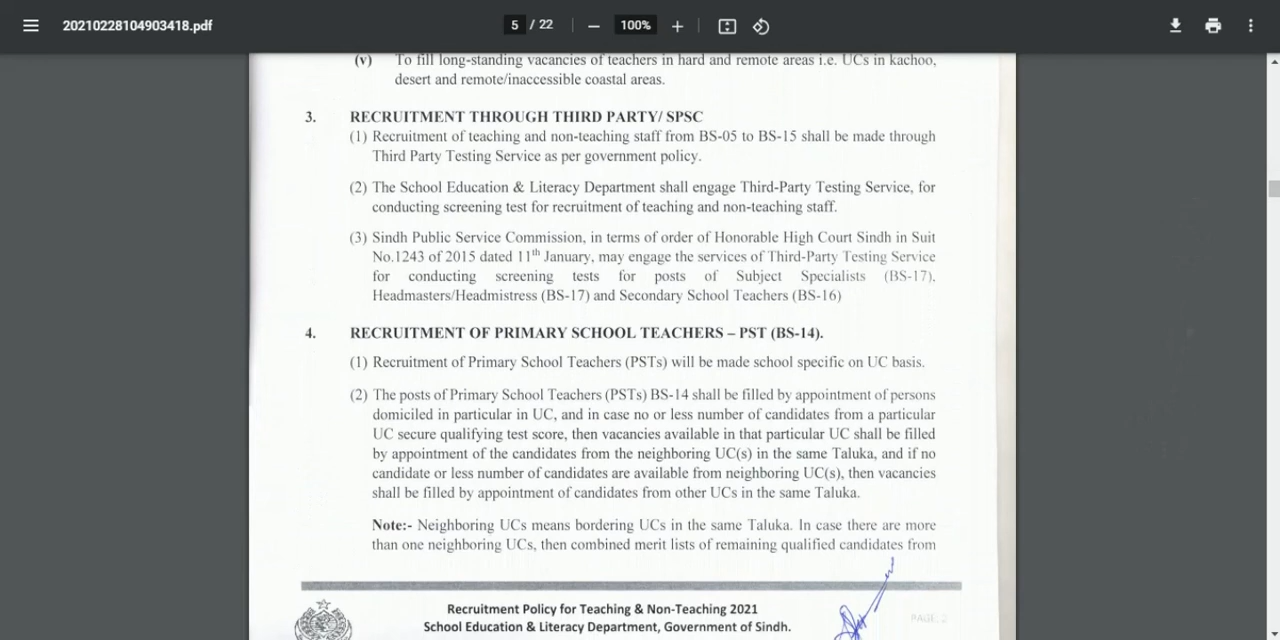 20210228104903418.pdf
5 / 22
100%
(v) To fill long-standing vacancies of teachers in hard and remote areas i.e. UCs in kachoo,
desert and remote/inaccessible coastal areas.
3. RECRUITMENT THROUGH THIRD PARTY/ SPSC
(1) Recruitment of teaching and non-teaching staff from BS-05 to BS-15 shall be made through
Third Party Testing Service as per government policy.
(2) The School Education & Literacy Department shall engage Third-Party Testing Service, for
conducting screening test for recruitment of teaching and non-teaching staff.
(3) Sindh Public Service Commission, in terms of order of Honorable High Court Sindh in Suit
No.1243 of 2015 dated 11th January, may engage the services of Third-Party Testing Service
for conducting screening tests for posts of Subject Specialists (BS-17).
Headmasters/Headmistress (BS-17) and Secondary School Teachers (BS-16)
4. RECRUITMENT OF PRIMARY SCHOOL TEACHERS – PST (BS-14).
(1) Recruitment of Primary School Teachers (PSTs) will be made school specific on UC basis.
(2) The posts of Primary School Teachers (PSTs) BS-14 shall be filled by appointment of persons
domiciled in particular in UC, and in case no or less number of candidates from a particular
UC secure qualifying test score, then vacancies available in that particular UC shall be filled
by appointment of the candidates from the neighboring UC(s) in the same Taluka, and if no
candidate or less number of candidates are available from neighboring UC(s), then vacancies
shall be filled by appointment of candidates from other UCs in the same Taluka.
Note:- Neighboring UCs means bordering UCs in the same Taluka. In case there are more
than one neighboring UCs, then combined merit lists of remaining qualified candidates from
Recruitment Policy for Teaching & Non-Teaching 2021
School Education & Literacy Department, Government of Sindh.
PAGE